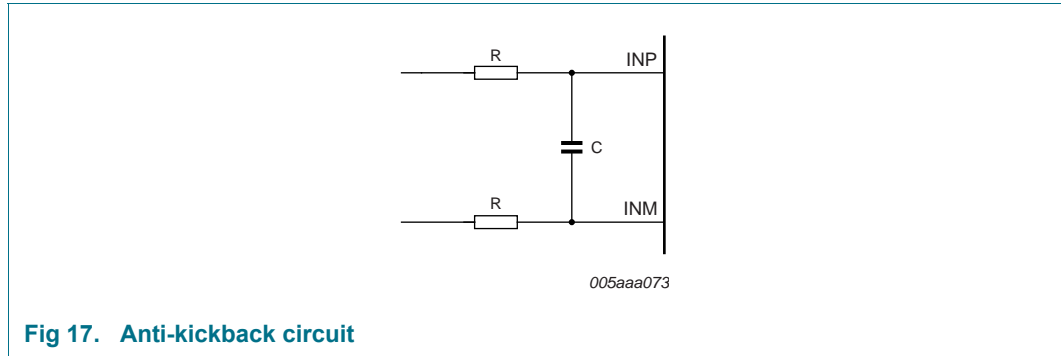 R
INP
C
R
INM
005aaa073
Fig 17. Anti-kickback circuit